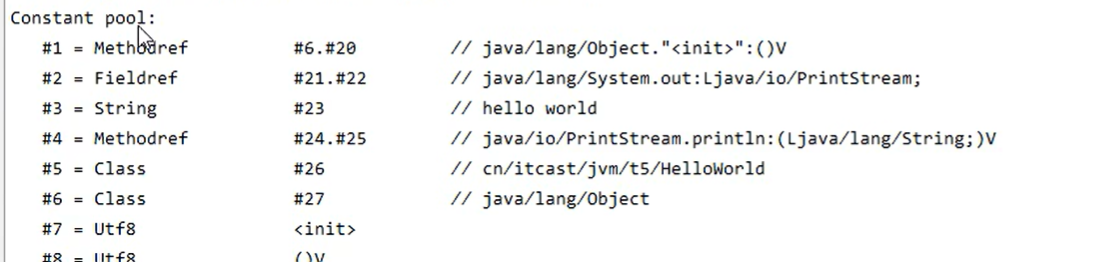 Constant pool:
#1 = Methodref #6.#20 // java/lang/Object."<init>":()V
#2 = Fieldref #21.#22 // java/lang/System.out:Ljava/io/PrintStream;
#3 = String #23 // hello world
#4 = Methodref #24.#25 // java/io/PrintStream.println:(Ljava/lang/String;)V
#5 = Class #26 // cn/itcast/jvm/t5/HelloWorld
#6 = Class #27 // java/lang/Object
#7 = Utf8 <init>
#8 = Utf8 ()V